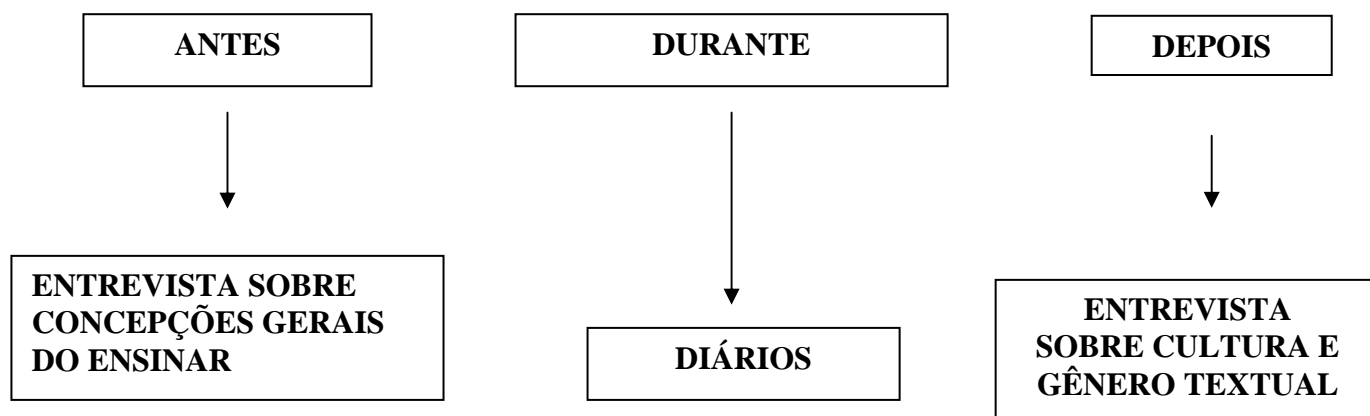 ANTES
DURANTE
DEPOIS
ENTREVISTA SOBRE
CONCEPÇÕES GERAIS
DO ENSINAR
DIÁRIOS
ENTREVISTA
SOBRE CULTURA E
GÊNERO TEXTUAL